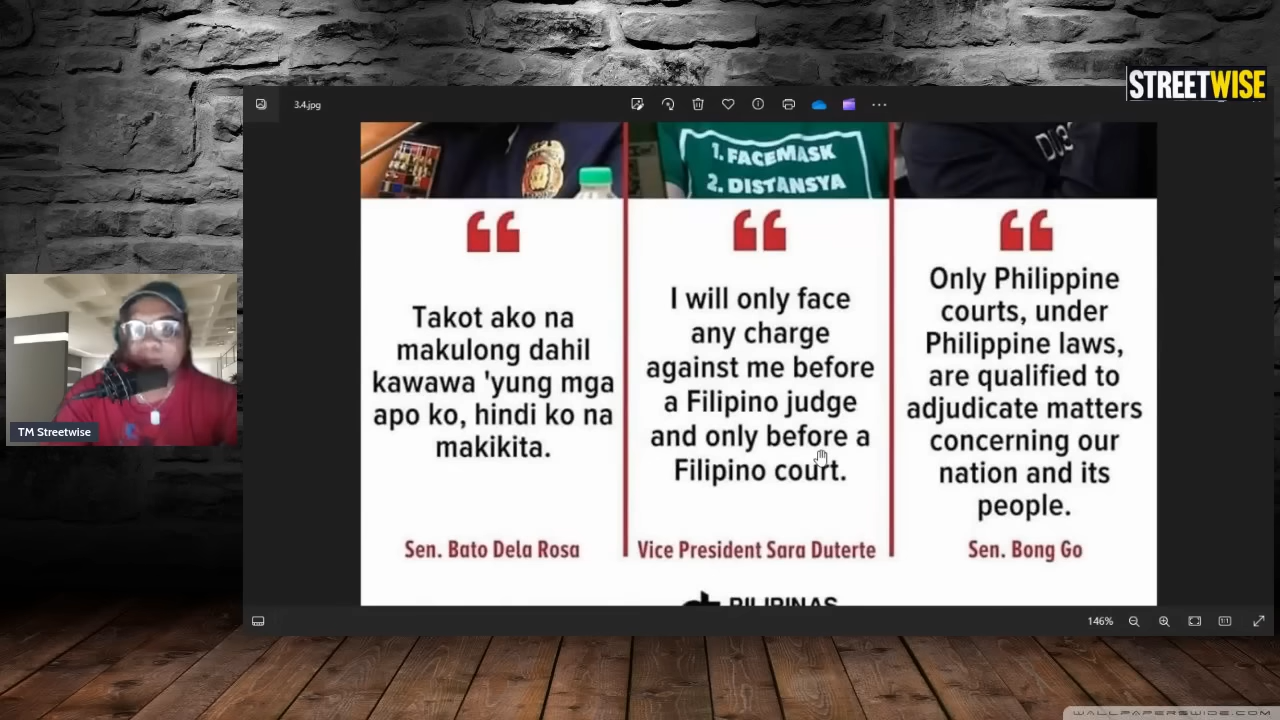 STREETWISE
3.4.jpg
1. FACEMASK
2. DISTANSYA
Takot ako na
makulong dahil
kawawa 'yung mga
apo ko, hindi ko na
makikita.
Sen. Bato Dela Rosa
I will only face
any charge
against me before
a Filipino judge
and only before a
Filipino court.
Vice President Sara Duterte
Only Philippine
courts, under
Philippine laws,
are qualified to
adjudicate matters
concerning our
nation and its
people.
Sen. Bong Go
PILIPINAS
TM Streetwise
146%
WALLPAPERSWIDE.COM